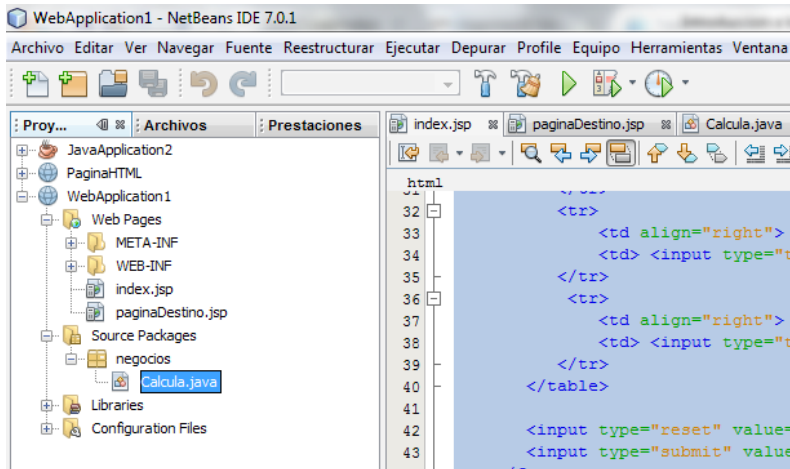 WebApplication1 - NetBeans IDE 7.0.1
Archivo Editar Ver Navegar Fuente Reestructurar Ejecutar Depurar Profile Equipo Herramientas Ventana
Proy... Archivos Prestaciones
JavaApplication2
PaginaHTML
WebApplication1
Web Pages
META-INF
WEB-INF
index.jsp
paginaDestino.jsp
Source Packages
negocios
Calcula.java
Libraries
Configuration Files
index.jsp paginaDestino.jsp Calcula.java
html
31 </tr>
32 <tr>
33 <td align="right">
34 <td> <input type="t
35 </tr>
36 <tr>
37 <td align="right">
38 <td> <input type="t
39 </tr>
40 </table>
41
42 <input type="reset" value=
43 <input type="submit" value